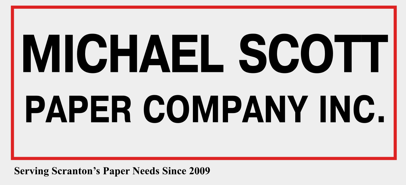 MICHAEL SCOTT
PAPER COMPANY INC.
Serving Scranton's Paper Needs Since 2009